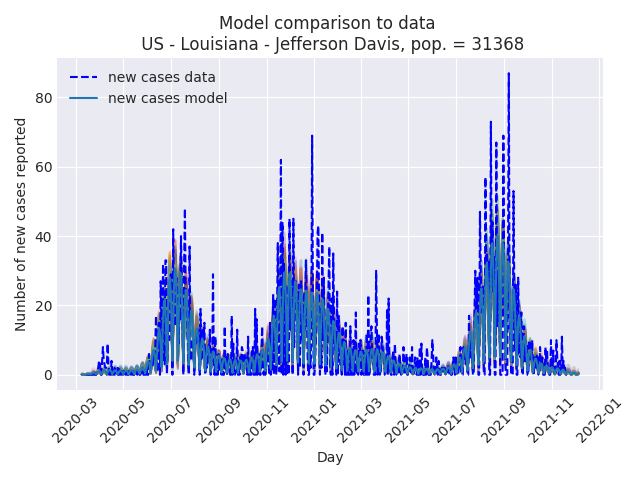 Model comparison to data
US - Louisiana - Jefferson Davis, pop. = 31368
new cases data
new cases model
Number of new cases reported
80
60
40
20
0
2020-03
2020-05
2020-07
2020-09
2020-11
2021-01
2021-03
2021-05
2021-07
2021-09
2021-11
2022-01
Day